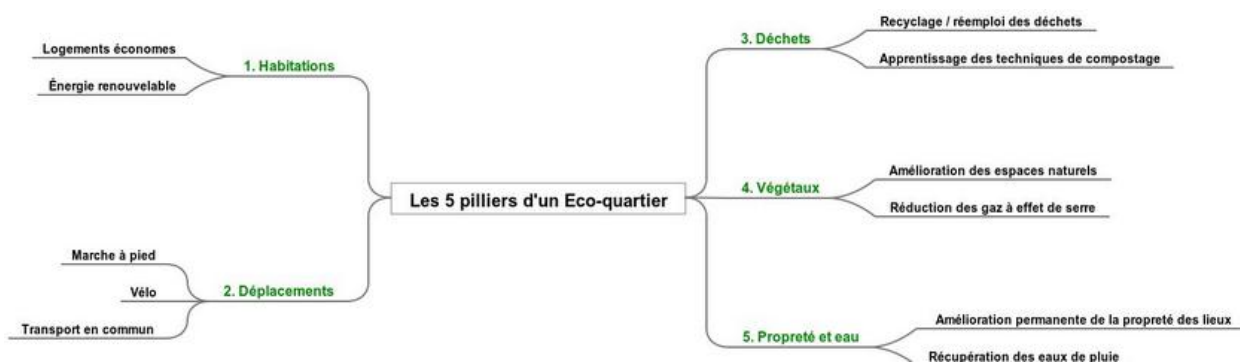 Les 5 pilliers d'un Eco-quartier
1. Habitations
Logements économes
Énergie renouvelable
2. Déplacements
Marche à pied
Vélo
Transport en commun
3. Déchets
Recyclage / réemploi des déchets
Apprentissage des techniques de compostage
4. Végétaux
Amélioration des espaces naturels
Réduction des gaz à effet de serre
5. Propreté et eau
Amélioration permanente de la propreté des lieux
Récupération des eaux de pluie